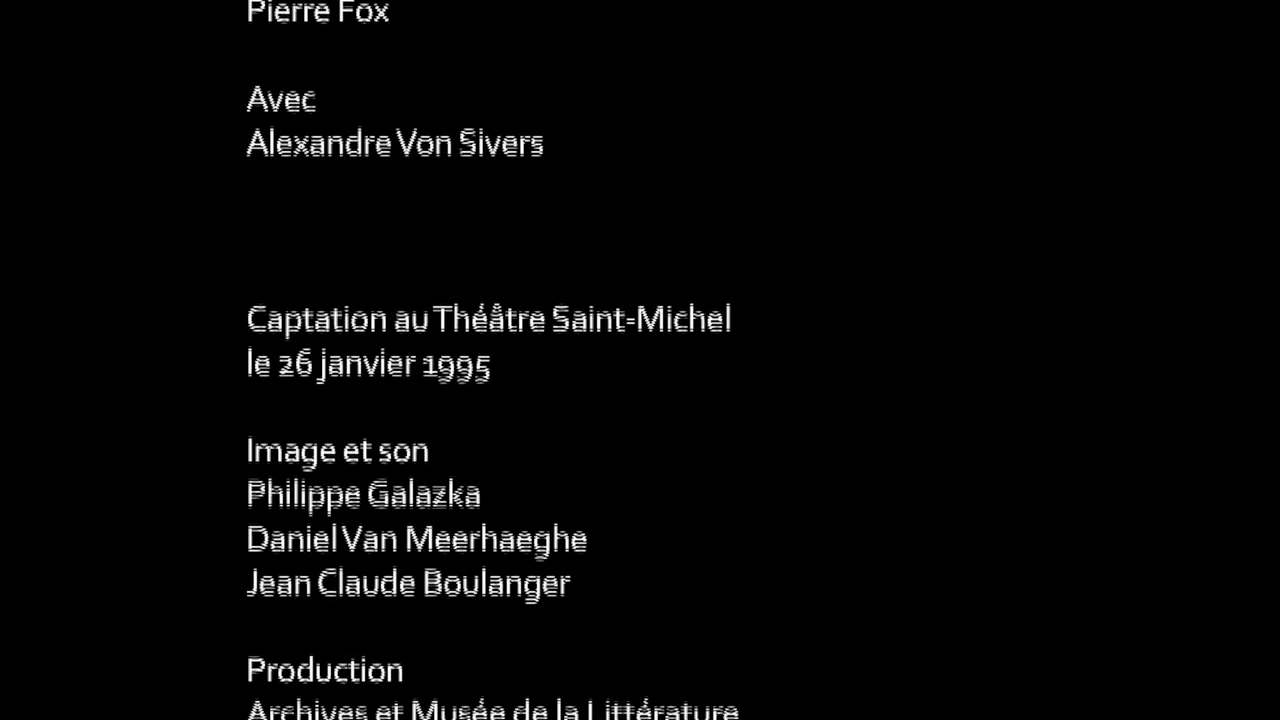 Pierre Fox
Avec
Alexandre Von Sivers
Captation au Théâtre Saint-Michel
le 26 janvier 1995
Image et son
Philippe Galazka
Daniel Van Meerhaeghe
Jean Claude Boulanger
Production
Archives et Musée de la Littérature